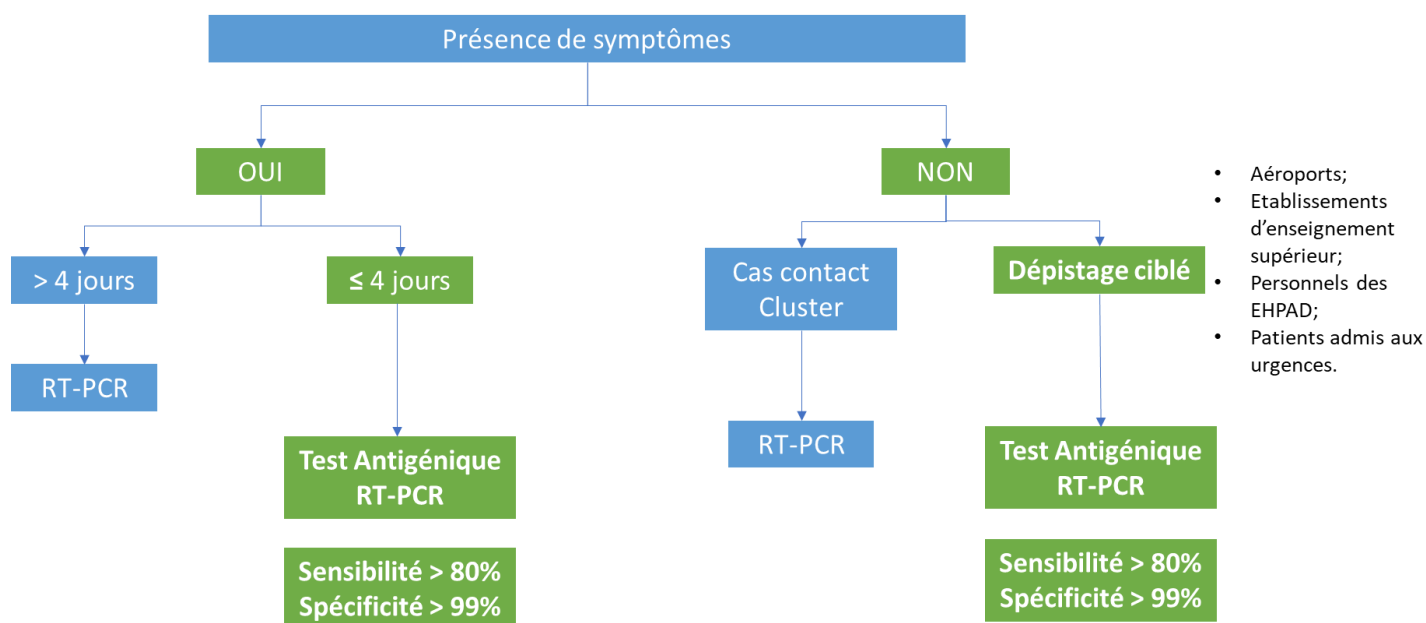 Présence de symptômes
OUI
NON
> 4 jours
≤ 4 jours
Cas contact
Cluster
Dépistage ciblé
• Aéroports;
• Etablissements
d’enseignement
supérieur;
• Personnels des
EHPAD;
• Patients admis aux
urgences.
RT-PCR
Test Antigénique
RT-PCR
RT-PCR
Test Antigénique
RT-PCR
Sensibilité > 80%
Spécificité > 99%
Sensibilité > 80%
Spécificité > 99%